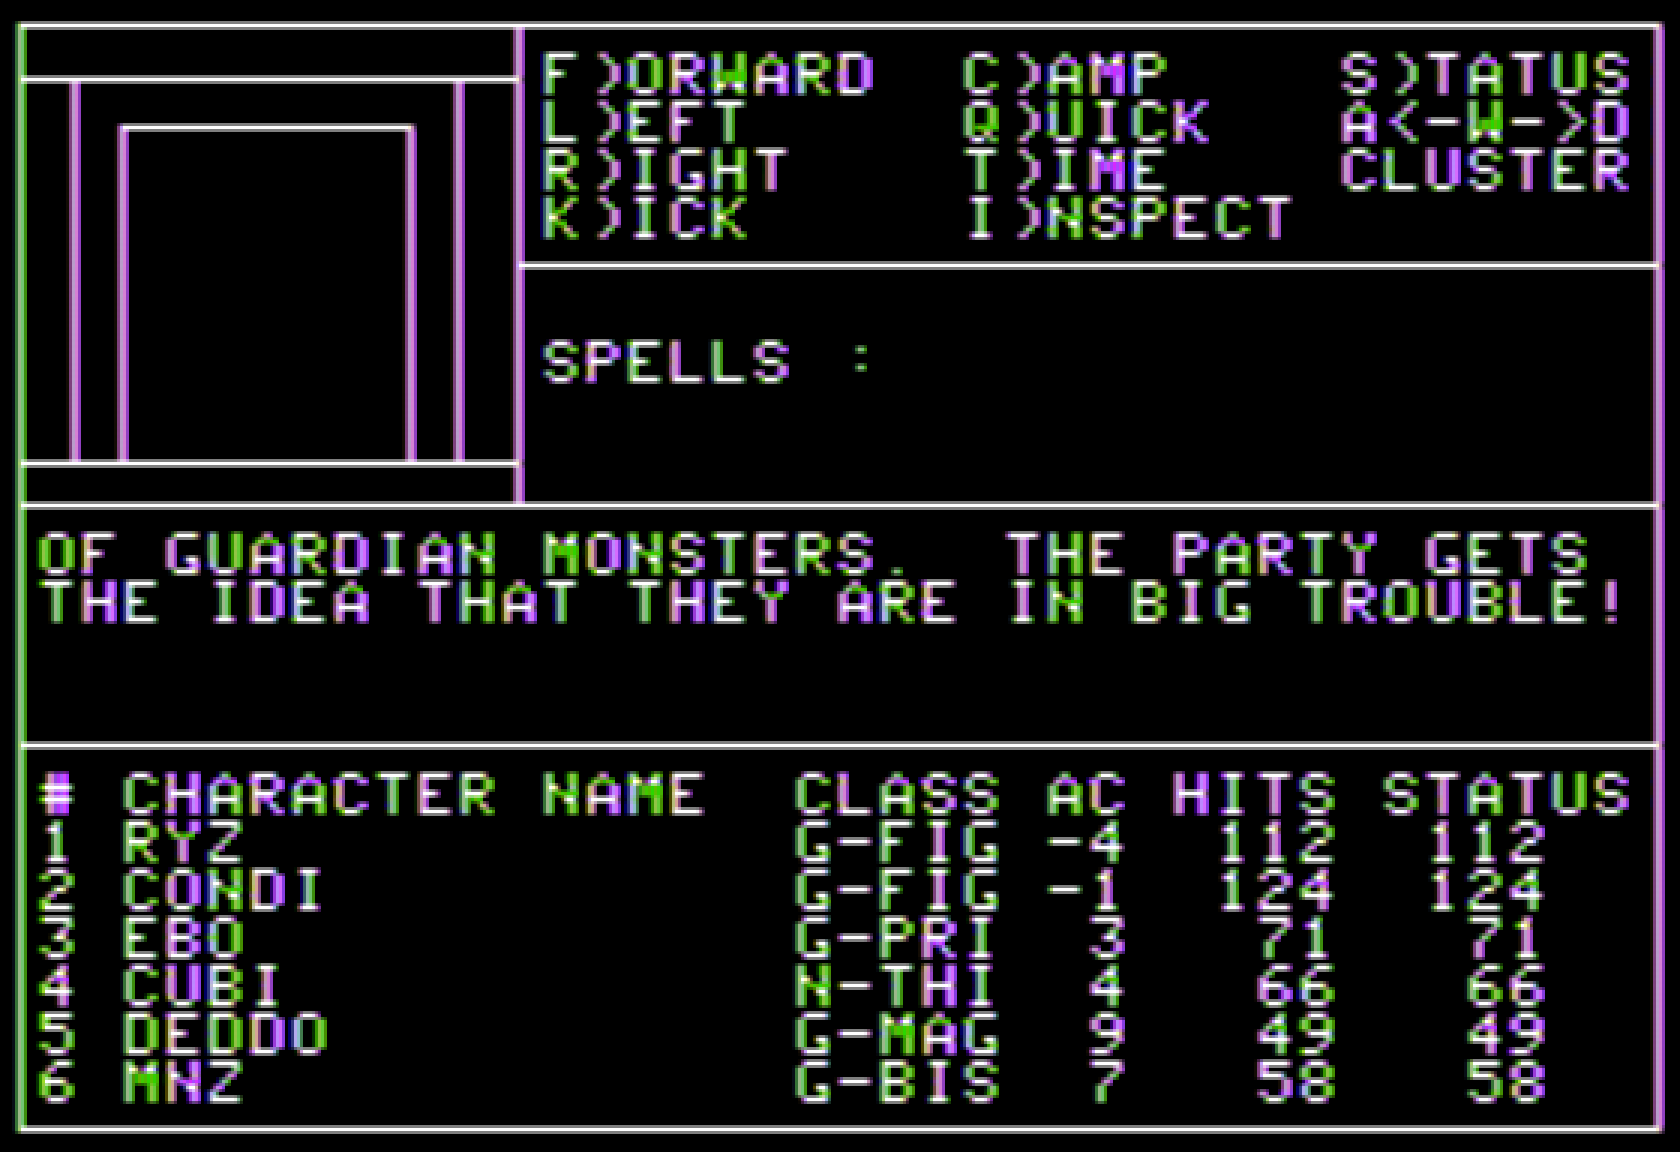 F)ORWARD C)AMP S)TATUS
L)EFT Q)UICK A<-W->D
R)IGHT T)IME CLUSTER
K)ICK I)NSPECT
SPELLS :
OF GUARDIAN MONSTERS. THE PARTY GETS
THE IDEA THAT THEY ARE IN BIG TROUBLE!
# CHARACTER NAME CLASS AC HITS STATUS
1 RYZ G-FIG -4 112 112
2 CONDI G-FIG -1 124 124
3 EBO G-PRI 3 71 71
4 CUBI N-THI 4 66 66
5 DEDDO G-MAG 9 49 49
6 MNZ G-BIS 7 58 58